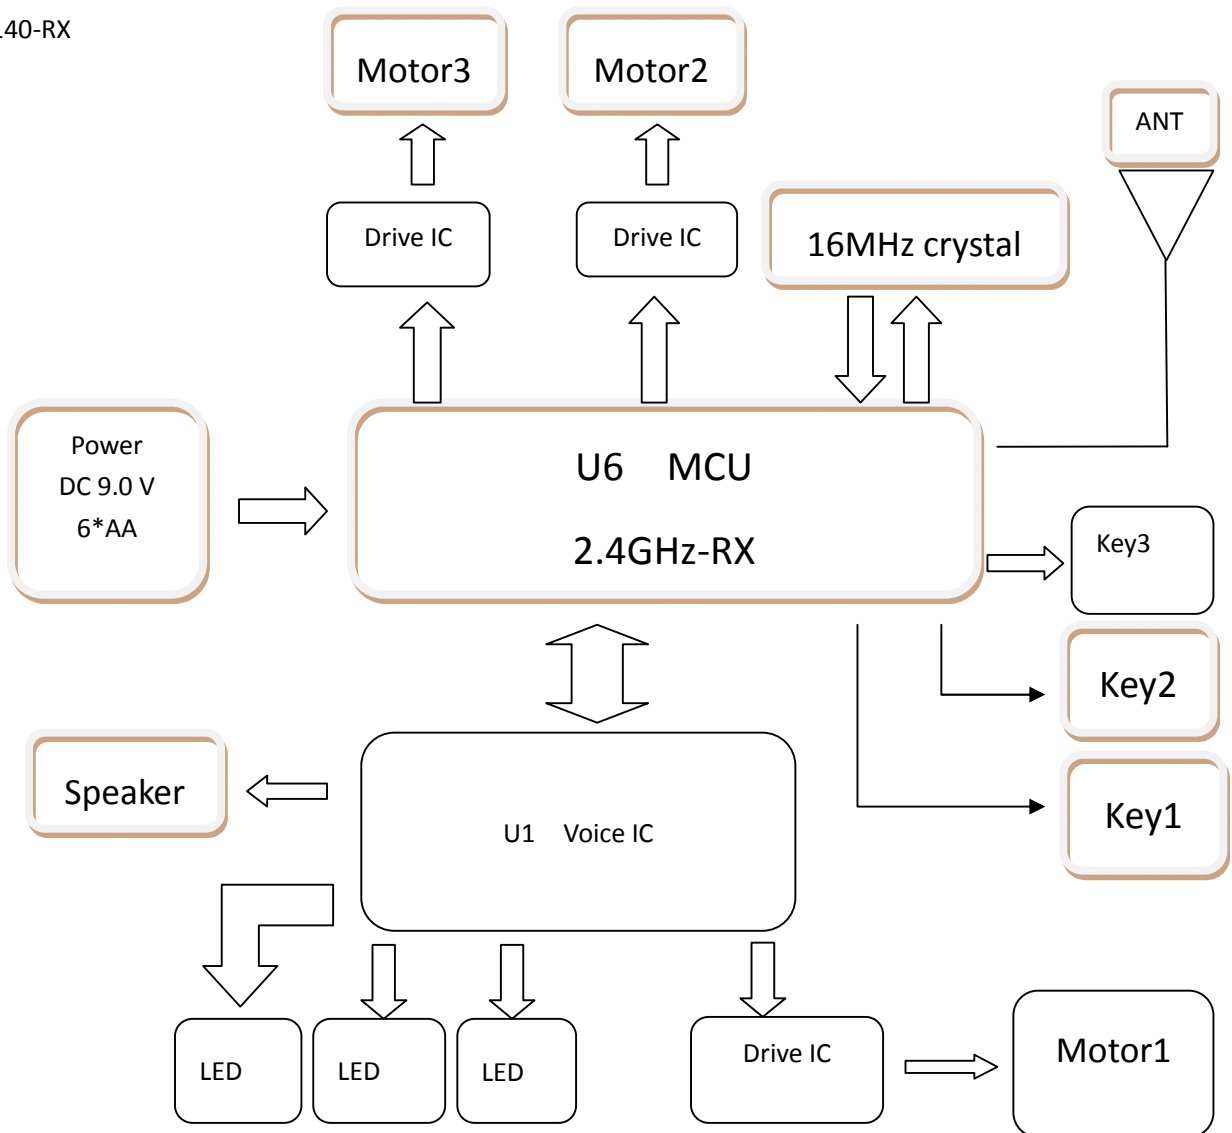 140-RX
Motor3
Motor2
ANT
Drive IC
Drive IC
16MHz crystal
Power
DC 9.0 V
6*AA
U6 MCU
2.4GHz-RX
Key3
Key2
Speaker
Key1
U1 Voice IC
LED
LED
LED
Drive IC
Motor1